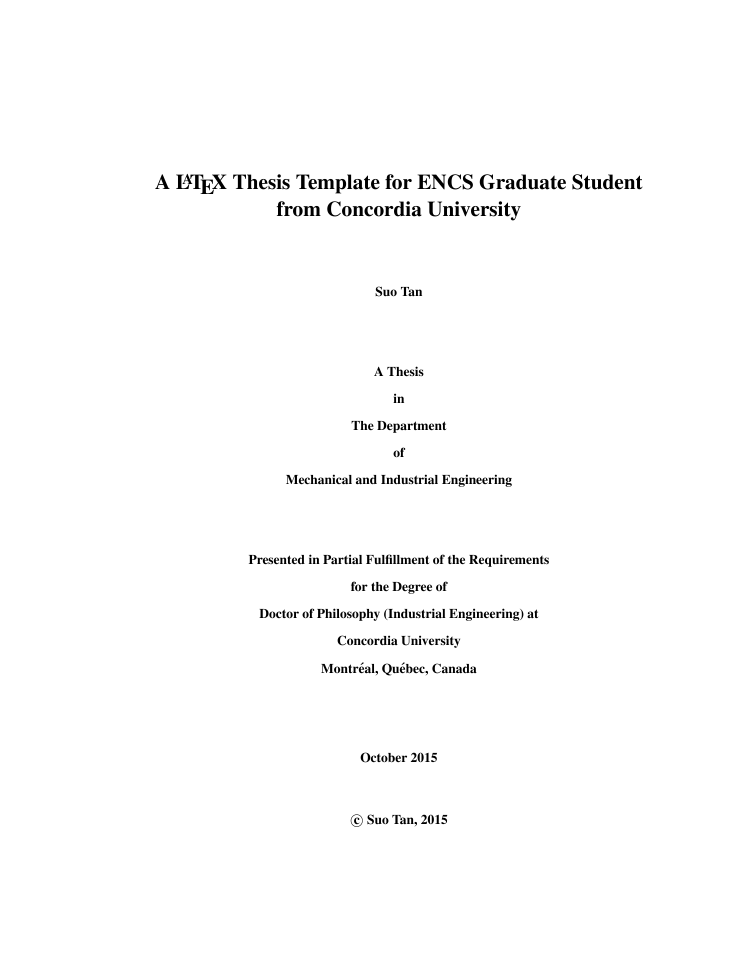 A LATEX Thesis Template for ENCS Graduate Student
from Concordia University
Suo Tan
A Thesis
in
The Department
of
Mechanical and Industrial Engineering
Presented in Partial Fulfillment of the Requirements
for the Degree of
Doctor of Philosophy (Industrial Engineering) at
Concordia University
Montréal, Québec, Canada
October 2015
© Suo Tan, 2015